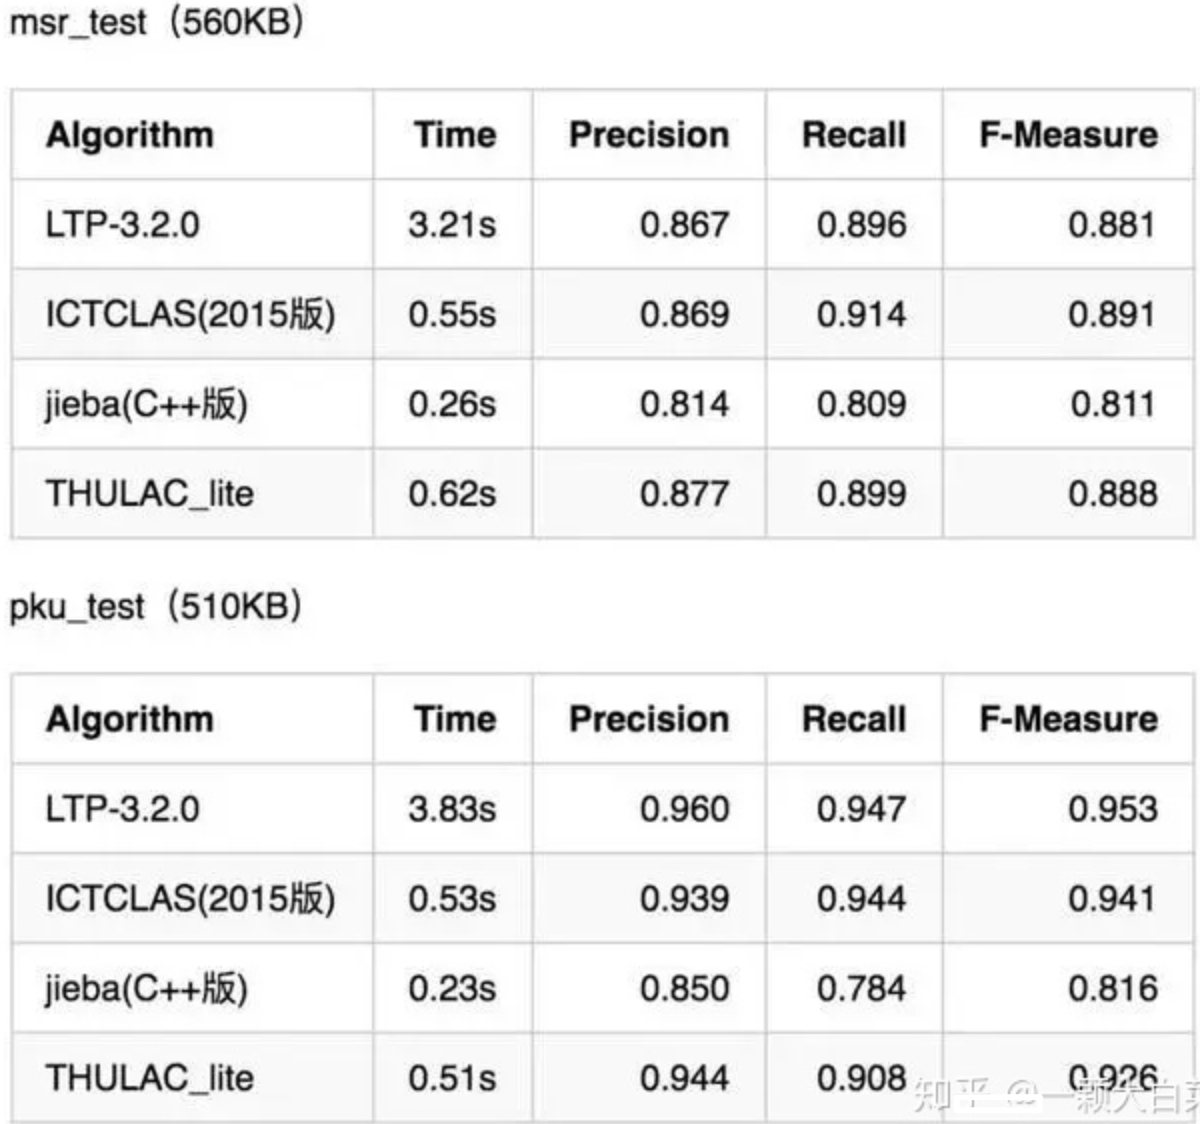 msr_test（560KB）
Algorithm Time Precision Recall F-Measure
LTP-3.2.0 3.21s 0.867 0.896 0.881
ICTCLAS(2015版) 0.55s 0.869 0.914 0.891
jieba(C++版) 0.26s 0.814 0.809 0.811
THULAC_lite 0.62s 0.877 0.899 0.888
pku_test（510KB）
Algorithm Time Precision Recall F-Measure
LTP-3.2.0 3.83s 0.960 0.947 0.953
ICTCLAS(2015版) 0.53s 0.939 0.944 0.941
jieba(C++版) 0.23s 0.850 0.784 0.816
THULAC_lite 0.51s 0.944 0.908 0.926
知乎 @一颗大白菜